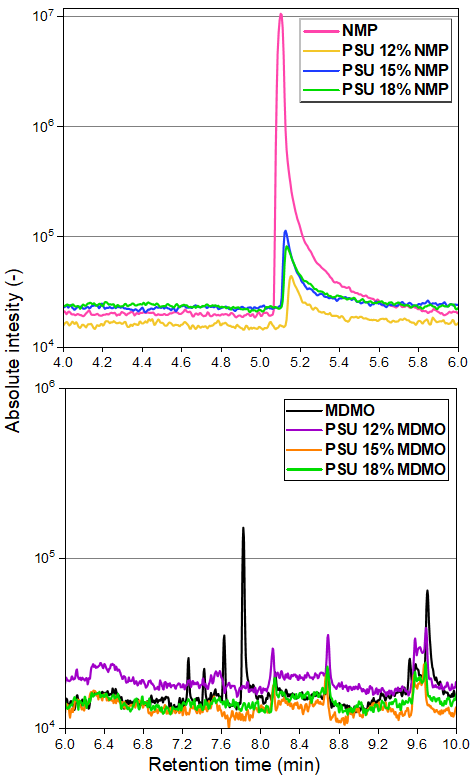 Absolute intesity (-)
10⁷
10⁶
10⁵
10⁴
NMP
PSU 12% NMP
PSU 15% NMP
PSU 18% NMP
4.0 4.2 4.4 4.6 4.8 5.0 5.2 5.4 5.6 5.8 6.0
10⁶
10⁵
10⁴
MDMO
PSU 12% MDMO
PSU 15% MDMO
PSU 18% MDMO
6.0 6.4 6.8 7.2 7.6 8.0 8.4 8.8 9.2 9.6 10.0
Retention time (min)